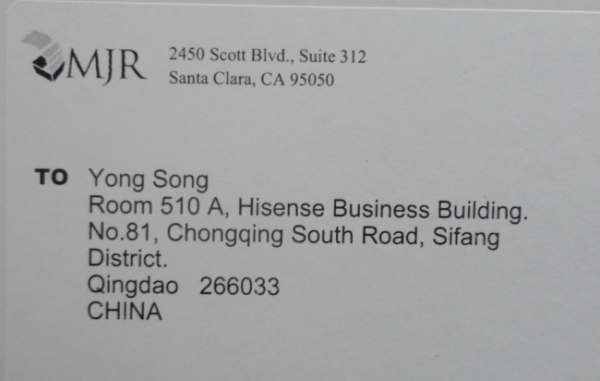 MJR
2450 Scott Blvd., Suite 312
Santa Clara, CA 95050
TO Yong Song
Room 510 A, Hisense Business Building.
No.81, Chongqing South Road, Sifang
District.
Qingdao 266033
CHINA